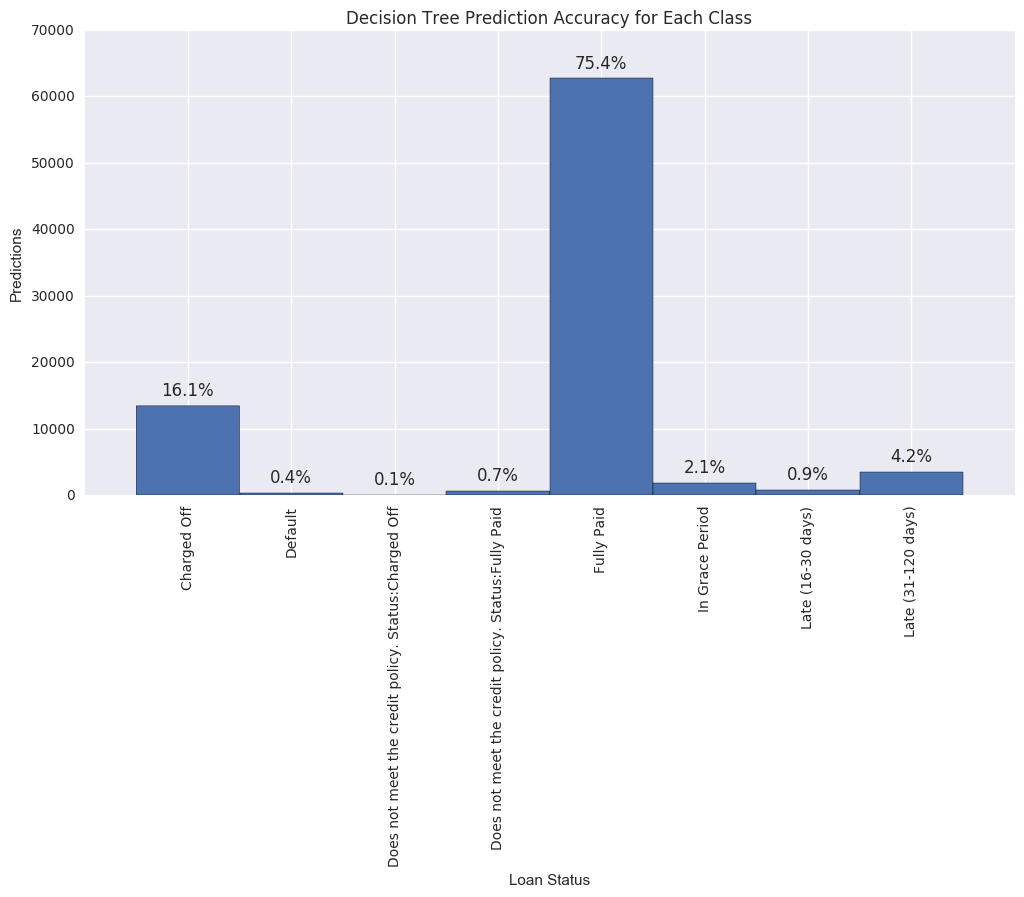 Decision Tree Prediction Accuracy for Each Class
70000
60000
50000
40000
30000
20000
10000
0
Predictions
16.1%
0.4%
0.1%
0.7%
75.4%
2.1%
0.9%
4.2%
Charged Off
Default
Does not meet the credit policy. Status:Charged Off
Does not meet the credit policy. Status:Fully Paid
Fully Paid
In Grace Period
Late (16-30 days)
Late (31-120 days)
Loan Status